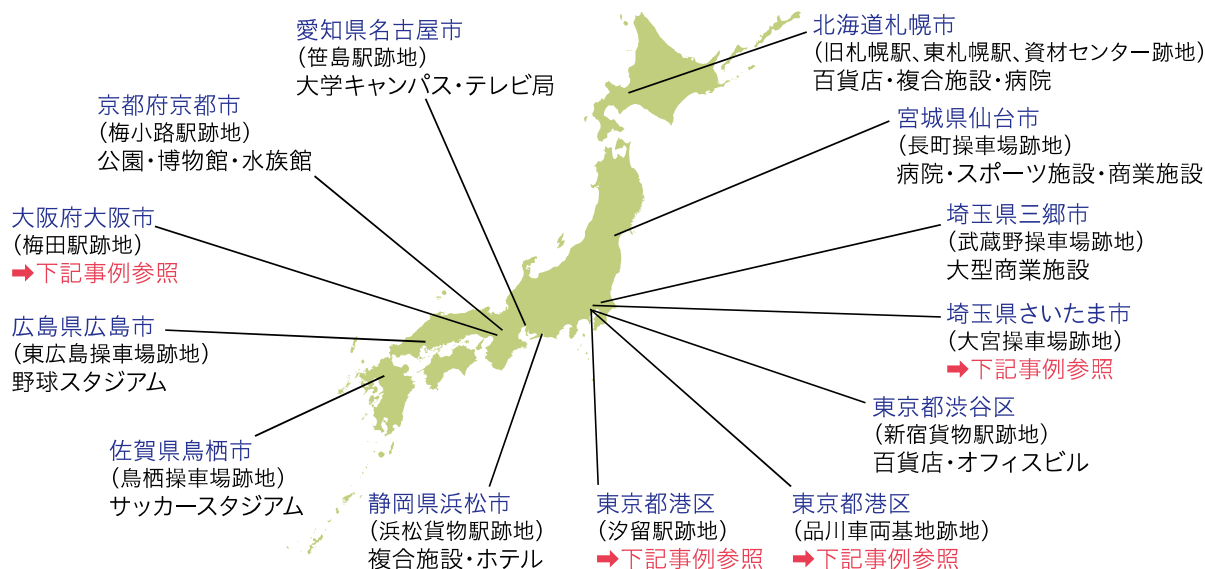 愛知県名古屋市
(笹島駅跡地)
大学キャンパス・テレビ局
北海道札幌市
(旧札幌駅、東札幌駅、資材センター跡地)
百貨店・複合施設・病院
京都府京都市
(梅小路駅跡地)
公園・博物館・水族館
宮城県仙台市
(長町操車場跡地)
病院・スポーツ施設・商業施設
大阪府大阪市
(梅田駅跡地)
➡下記事例参照
埼玉県三郷市
(武蔵野操車場跡地)
大型商業施設
広島県広島市
(東広島操車場跡地)
野球スタジアム
埼玉県さいたま市
(大宮操車場跡地)
➡下記事例参照
東京都渋谷区
(新宿貨物駅跡地)
百貨店・オフィスビル
佐賀県鳥栖市
(鳥栖操車場跡地)
サッカースタジアム
静岡県浜松市
(浜松貨物駅跡地)
複合施設・ホテル
東京都港区
(汐留駅跡地)
➡下記事例参照
東京都港区
(品川車両基地跡地)
➡下記事例参照